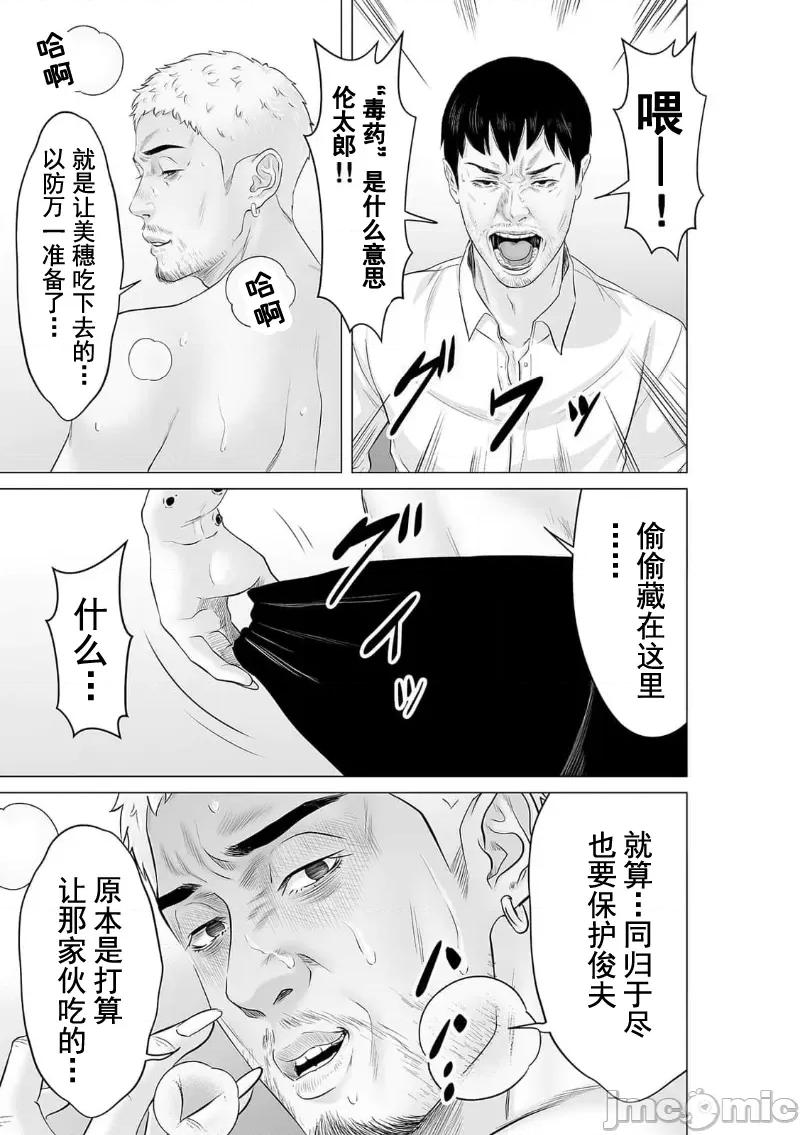 喂——！
“毒药”是什么意思
伦太郎!!
グッ
グッ
哈啊
就是让美穗吃下去的…
以防万一准备了…
哈啊
偷偷藏在这里
……
グイッ
什么…
就算…同归于尽
也要保护俊夫
原本是打算
让那家伙吃的…
jmcomic